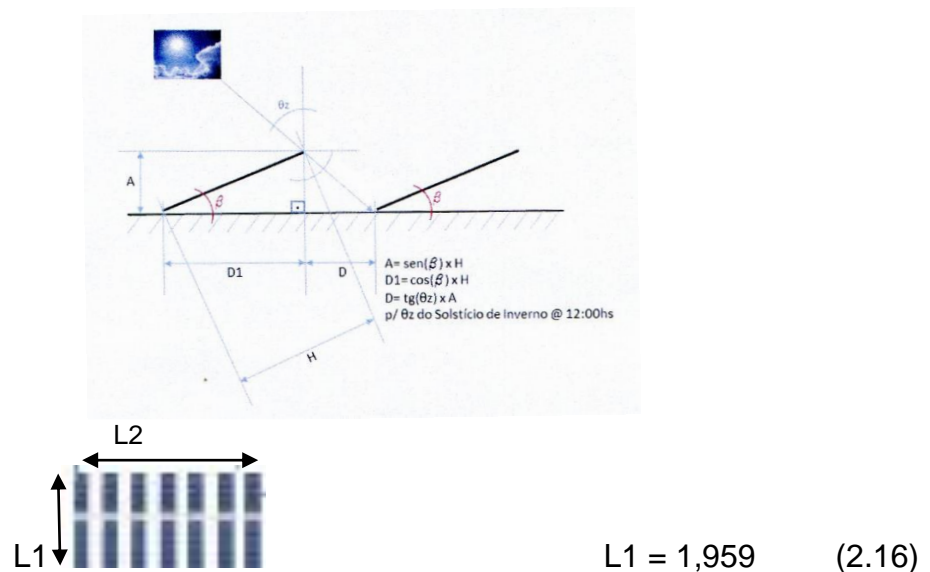 θz
A
β
β
D1
D
A= sen(β) x H
D1= cos(β) x H
D= tg(θz) x A
p/ θz do Solstício de Inverno @ 12:00hs
H
L2
L1
L1 = 1,959 (2.16)